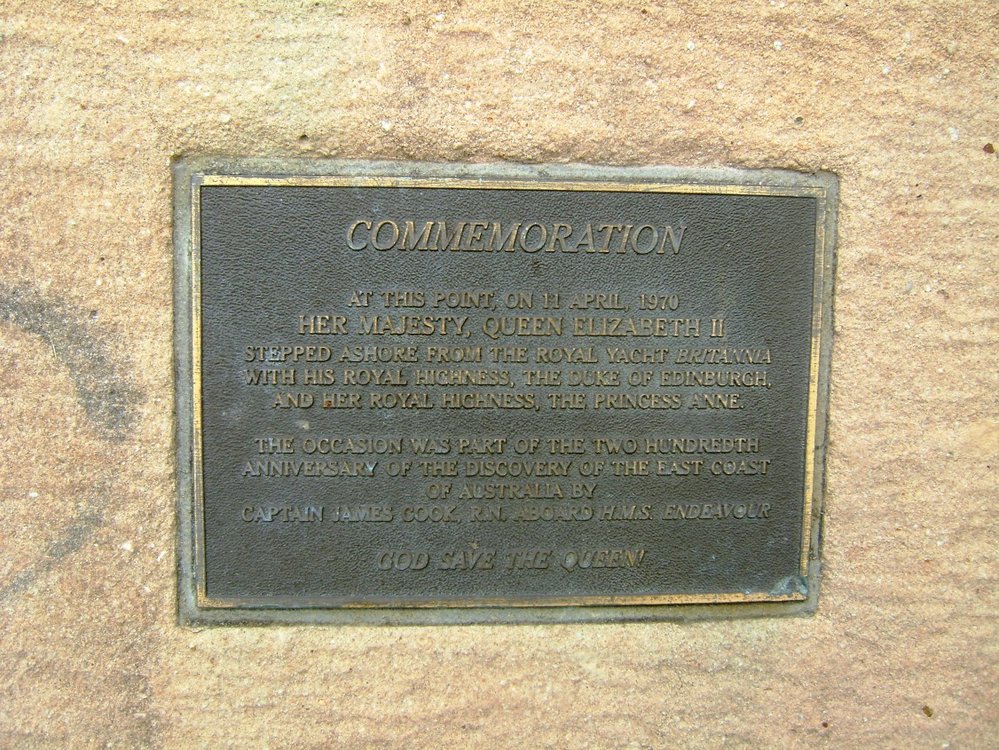 COMMEMORATION
AT THIS POINT, ON 11 APRIL, 1970
HER MAJESTY, QUEEN ELIZABETH II
STEPPED ASHORE FROM THE ROYAL YACHT BRITANNIA
WITH HIS ROYAL HIGHNESS, THE DUKE OF EDINBURGH,
AND HER ROYAL HIGHNESS, THE PRINCESS ANNE.
THE OCCASION WAS PART OF THE TWO HUNDREDTH
ANNIVERSARY OF THE DISCOVERY OF THE EAST COAST
OF AUSTRALIA BY
CAPTAIN JAMES COOK, R.N. ABOARD H.M.S. ENDEAVOUR
GOD SAVE THE QUEEN!